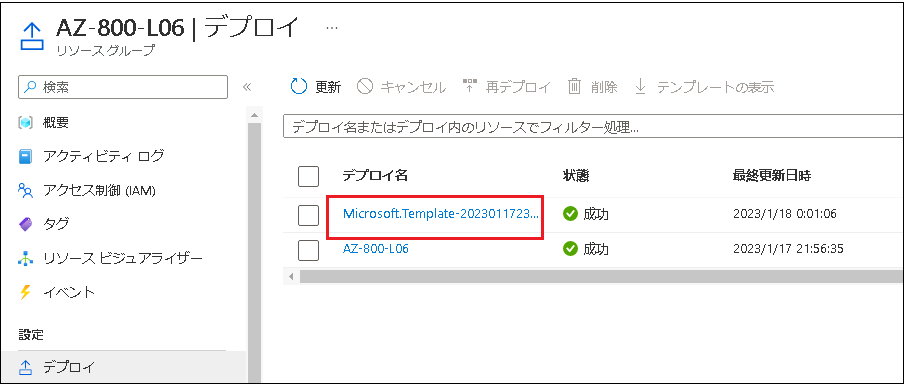 AZ-800-L06 | デプロイ ...
リソース グループ
検索 «
更新 キャンセル 再デプロイ 削除 テンプレートの表示
概要
アクティビティ ログ
アクセス制御 (IAM)
タグ
リソース ビジュアライザー
イベント
設定
デプロイ
デプロイ名またはデプロイ内のリソースでフィルター処理...
デプロイ名 状態 最終更新日時
Microsoft.Template-2023011723... 成功 2023/1/18 0:01:06
AZ-800-L06 成功 2023/1/17 21:56:35